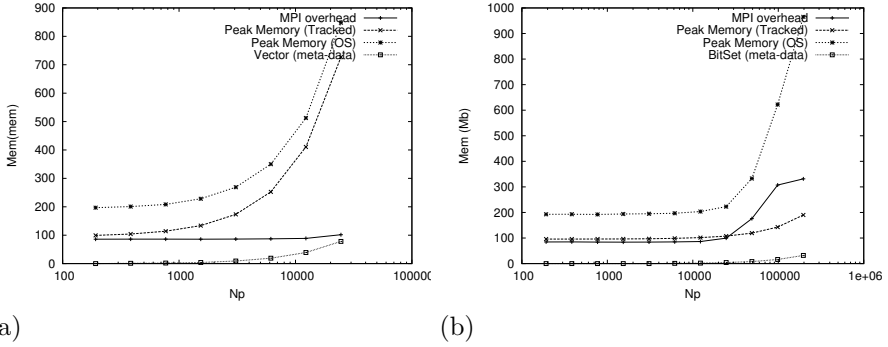 MPI overhead
Peak Memory (Tracked)
Peak Memory (OS)
Vector (meta-data)
900
800
700
600
500
400
300
200
100
0
Mem(mem)
100
1000
10000
100000
Np
a)
MPI overhead
Peak Memory (Tracked)
Peak Memory (OS)
BitSet (meta-data)
1000
900
800
700
600
500
400
300
200
100
0
Mem (Mb)
100
1000
10000
100000
1e+06
Np
(b)